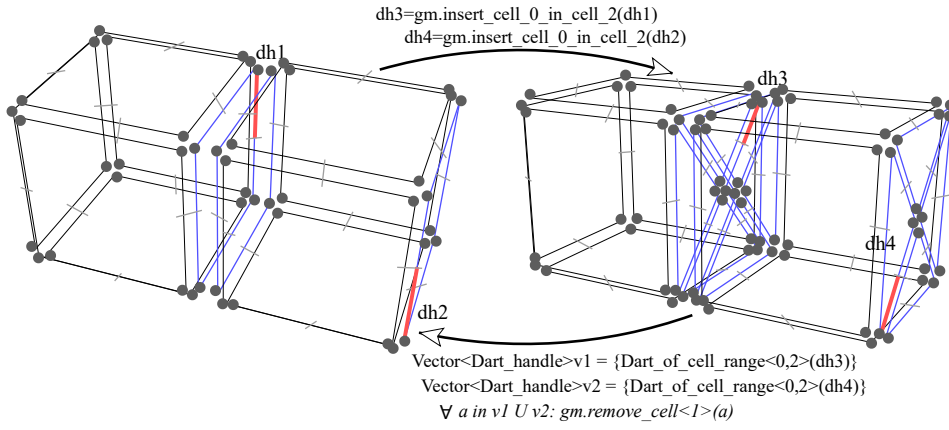 dh3=gm.insert_cell_0_in_cell_2(dh1)
dh4=gm.insert_cell_0_in_cell_2(dh2)
dh1
dh3
dh4
dh2
Vector<Dart_handle>v1 = {Dart_of_cell_range<0,2>(dh3)}
Vector<Dart_handle>v2 = {Dart_of_cell_range<0,2>(dh4)}
∀ a in v1 U v2: gm.remove_cell<1>(a)